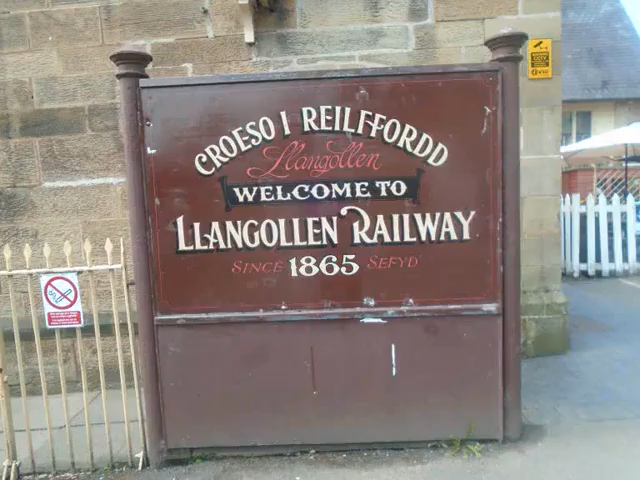 CROESO I REILFFORDD
Llangollen
WELCOME TO
LLANGOLLEN RAILWAY
SINCE 1865 SEFYD